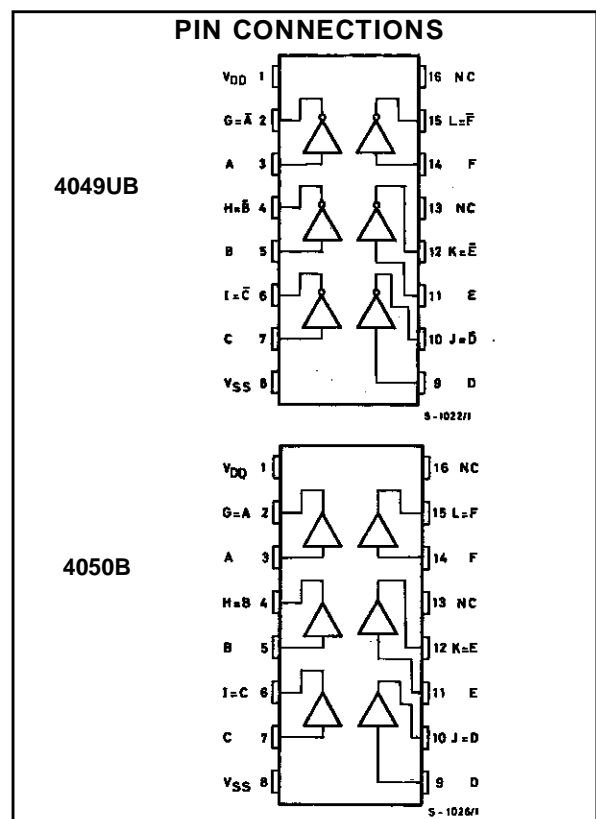 PIN CONNECTIONS
4049UB
VDD 1
16 NC
G=A̅ 2
15 L=F̅
A 3
14 F
H=B̅ 4
13 NC
B 5
12 K=E̅
I=C̅ 6
11 E
C 7
10 J=D̅
VSS 8
9 D
S-1022/1
4050B
VDD 1
16 NC
G=A 2
15 L=F
A 3
14 F
H=B 4
13 NC
B 5
12 K=E
I=C 6
11 E
C 7
10 J=D
VSS 8
9 D
S-1026/1